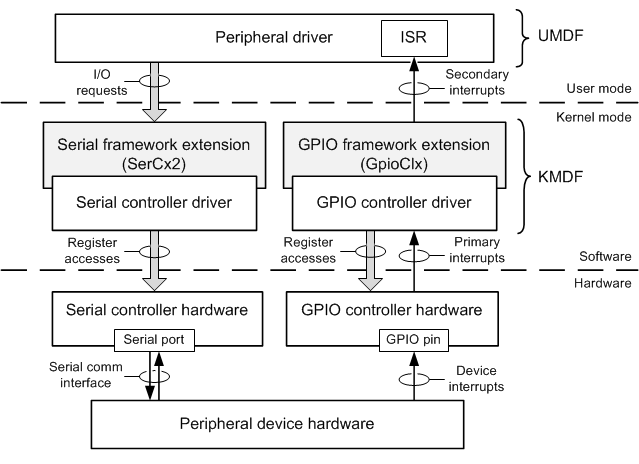 Peripheral driver
ISR
UMDF
I/O
requests
Secondary
interrupts
User mode
Kernel mode
Serial framework extension
(SerCx2)
GPIO framework extension
(GpioClx)
KMDF
Serial controller driver
GPIO controller driver
Register
accesses
Register
accesses
Primary
interrupts
Software
Hardware
Serial controller hardware
GPIO controller hardware
Serial port
GPIO pin
Serial comm
interface
Device
interrupts
Peripheral device hardware